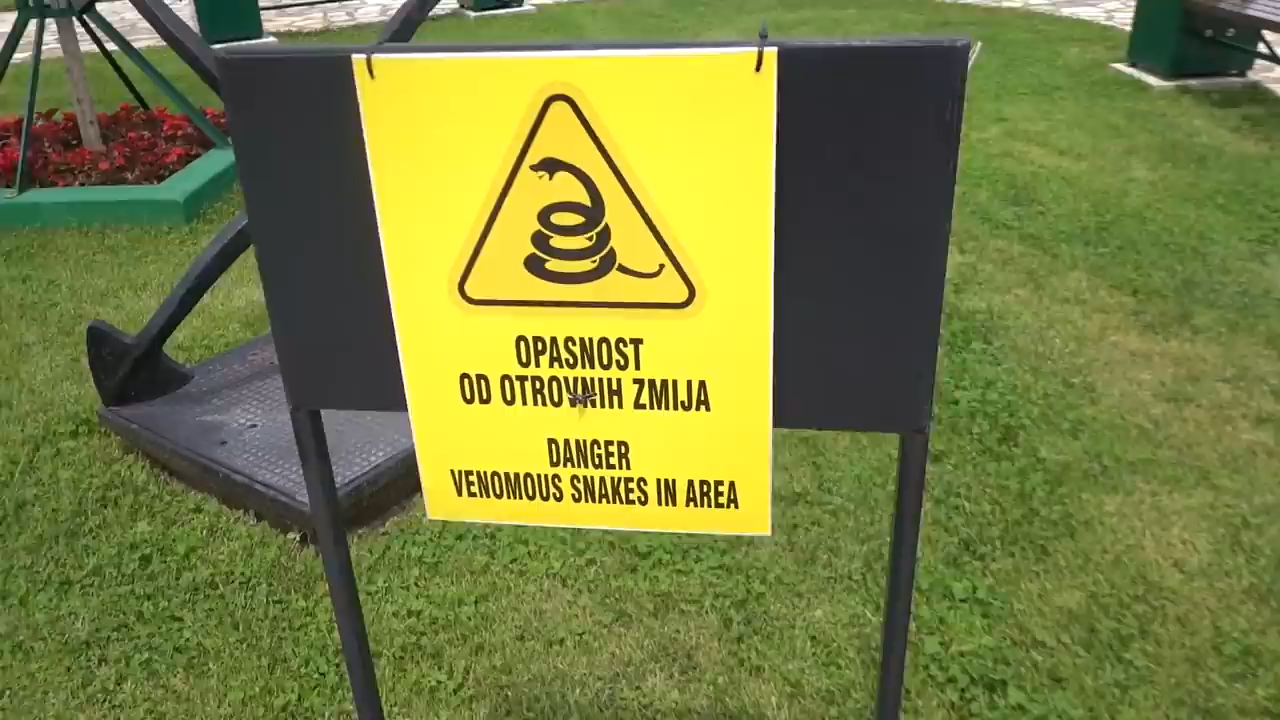 OPASNOST
OD OTROVNIH ZMIJA
DANGER
VENOMOUS SNAKES IN AREA